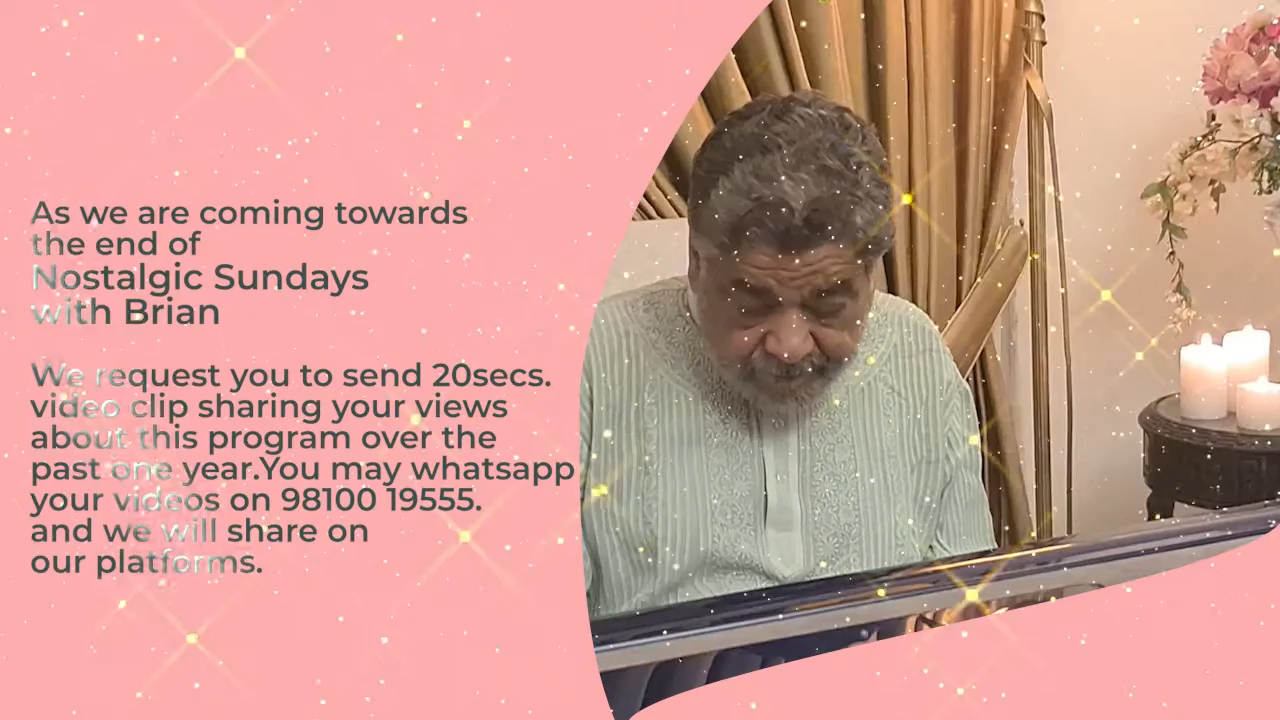 As we are coming towards
the end of
Nostalgic Sundays
with Brian
We request you to send 20secs.
video clip sharing your views
about this program over the
past one year.You may whatsapp
your videos on 98100 19555.
and we will share on
our platforms.